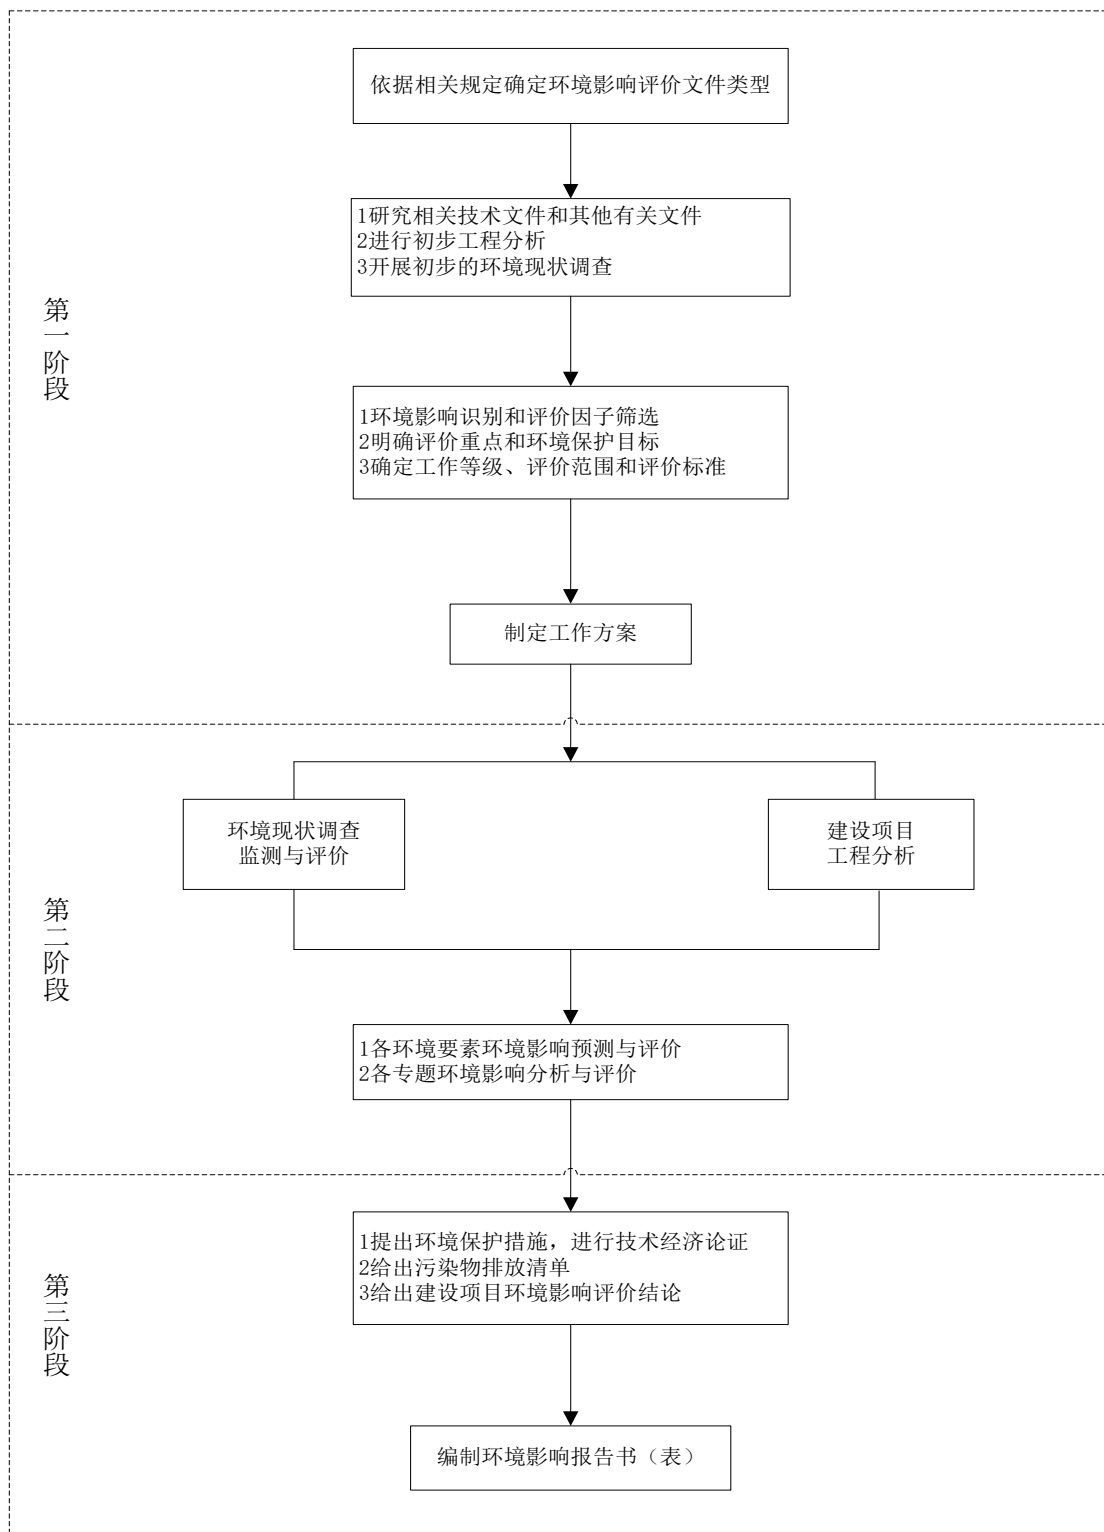 依据相关规定确定环境影响评价文件类型
1研究相关技术文件和其他有关文件
2进行初步工程分析
3开展初步的环境现状调查
第一阶段
1环境影响识别和评价因子筛选
2明确评价重点和环境保护目标
3确定工作等级、评价范围和评价标准
制定工作方案
环境现状调查
监测与评价
建设项目
工程分析
第二阶段
1各环境要素环境影响预测与评价
2各专题环境影响分析与评价
1提出环境保护措施，进行技术经济论证
2给出污染物排放清单
3给出建设项目环境影响评价结论
第三阶段
编制环境影响报告书（表）